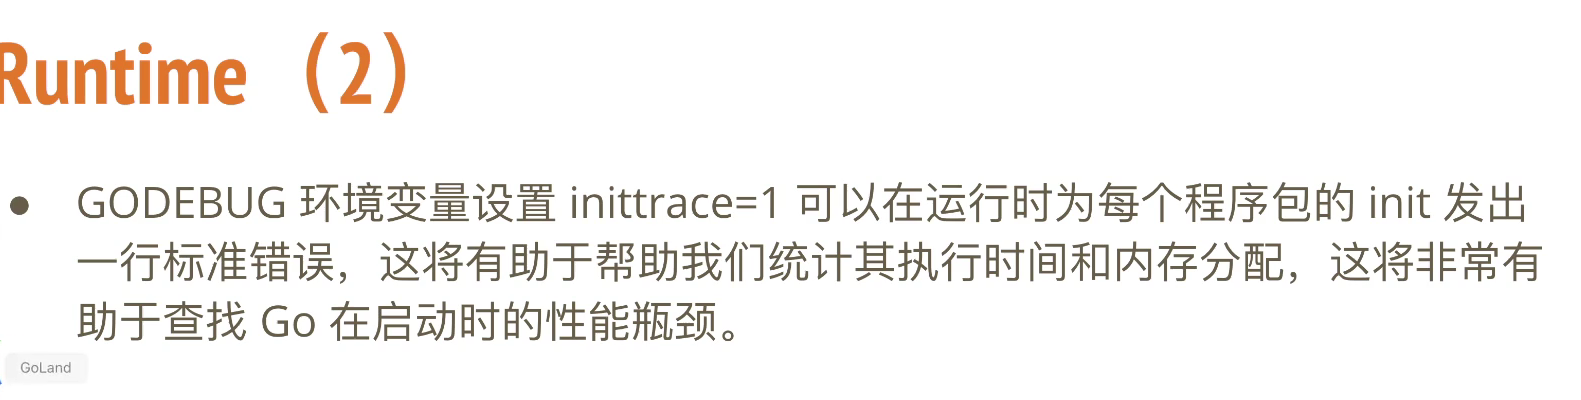 Runtime（2）
● GODEBUG 环境变量设置 inittrace=1 可以在运行时为每个程序包的 init 发出
一行标准错误，这将有助于帮助我们统计其执行时间和内存分配，这将非常有
助于查找 Go 在启动时的性能瓶颈。
GoLand